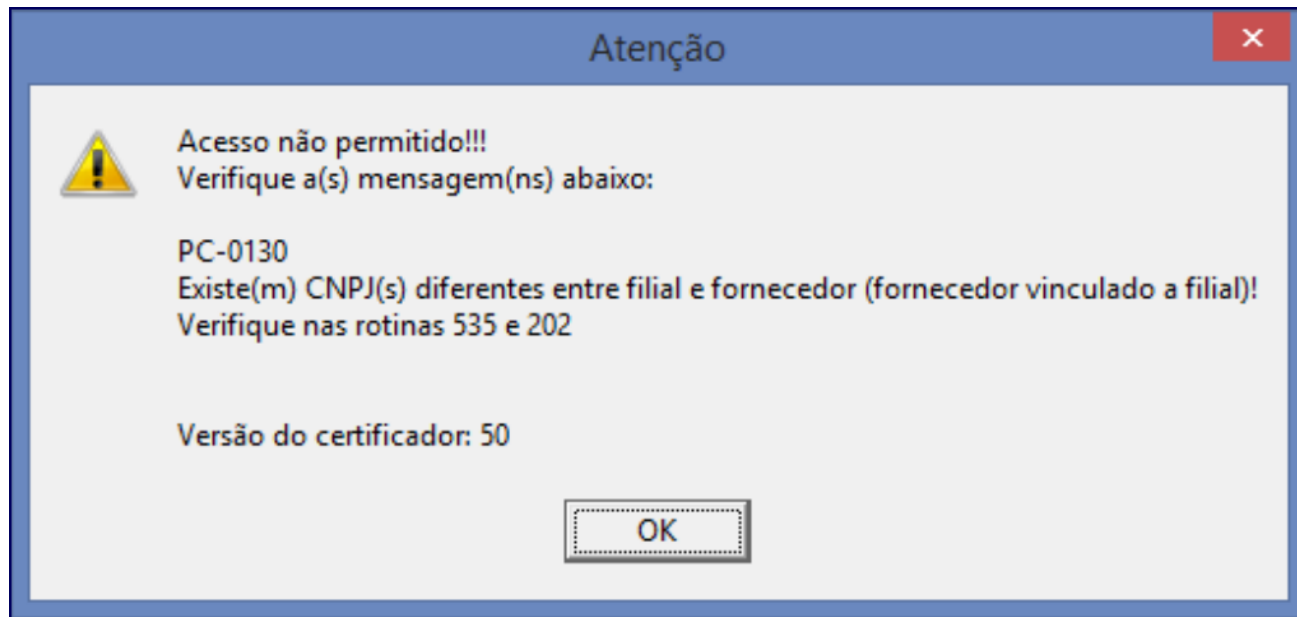 Atenção
Acesso não permitido!!!
Verifique a(s) mensagem(ns) abaixo:
PC-0130
Existe(m) CNPJ(s) diferentes entre filial e fornecedor (fornecedor vinculado a filial)!
Verifique nas rotinas 535 e 202
Versão do certificador: 50
OK